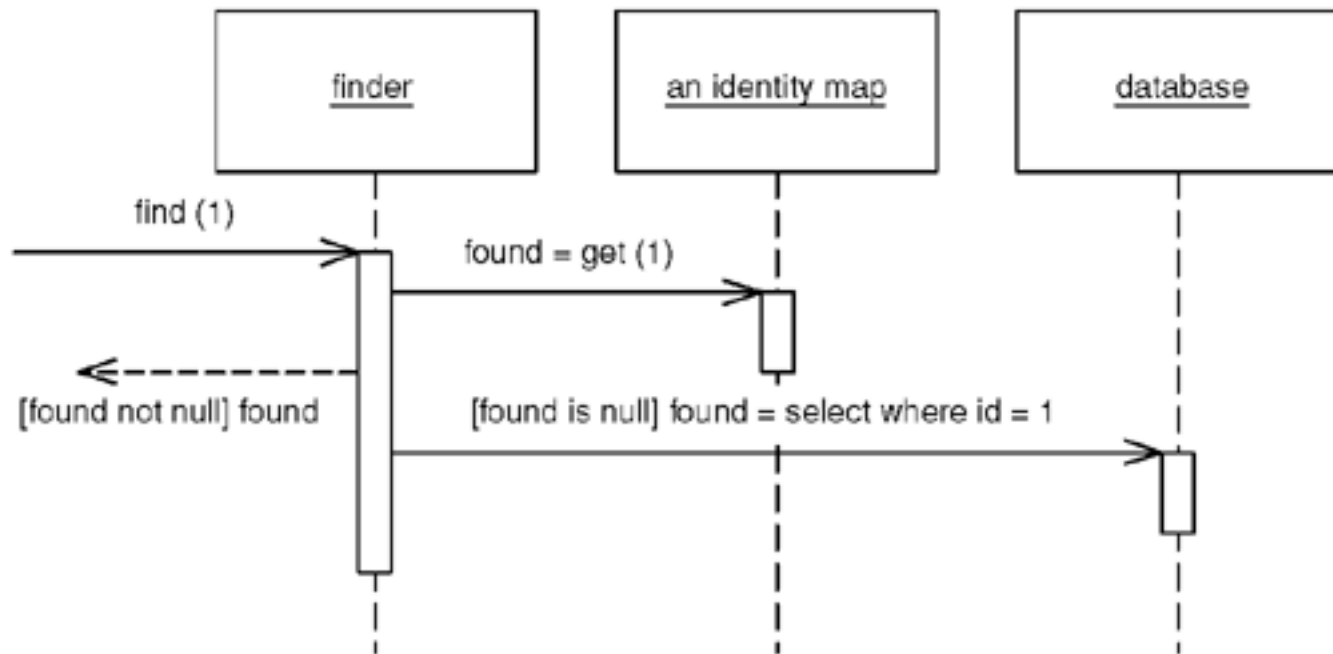 finder
an identity map
database
find (1)
found = get (1)
[found not null] found
[found is null] found = select where id = 1